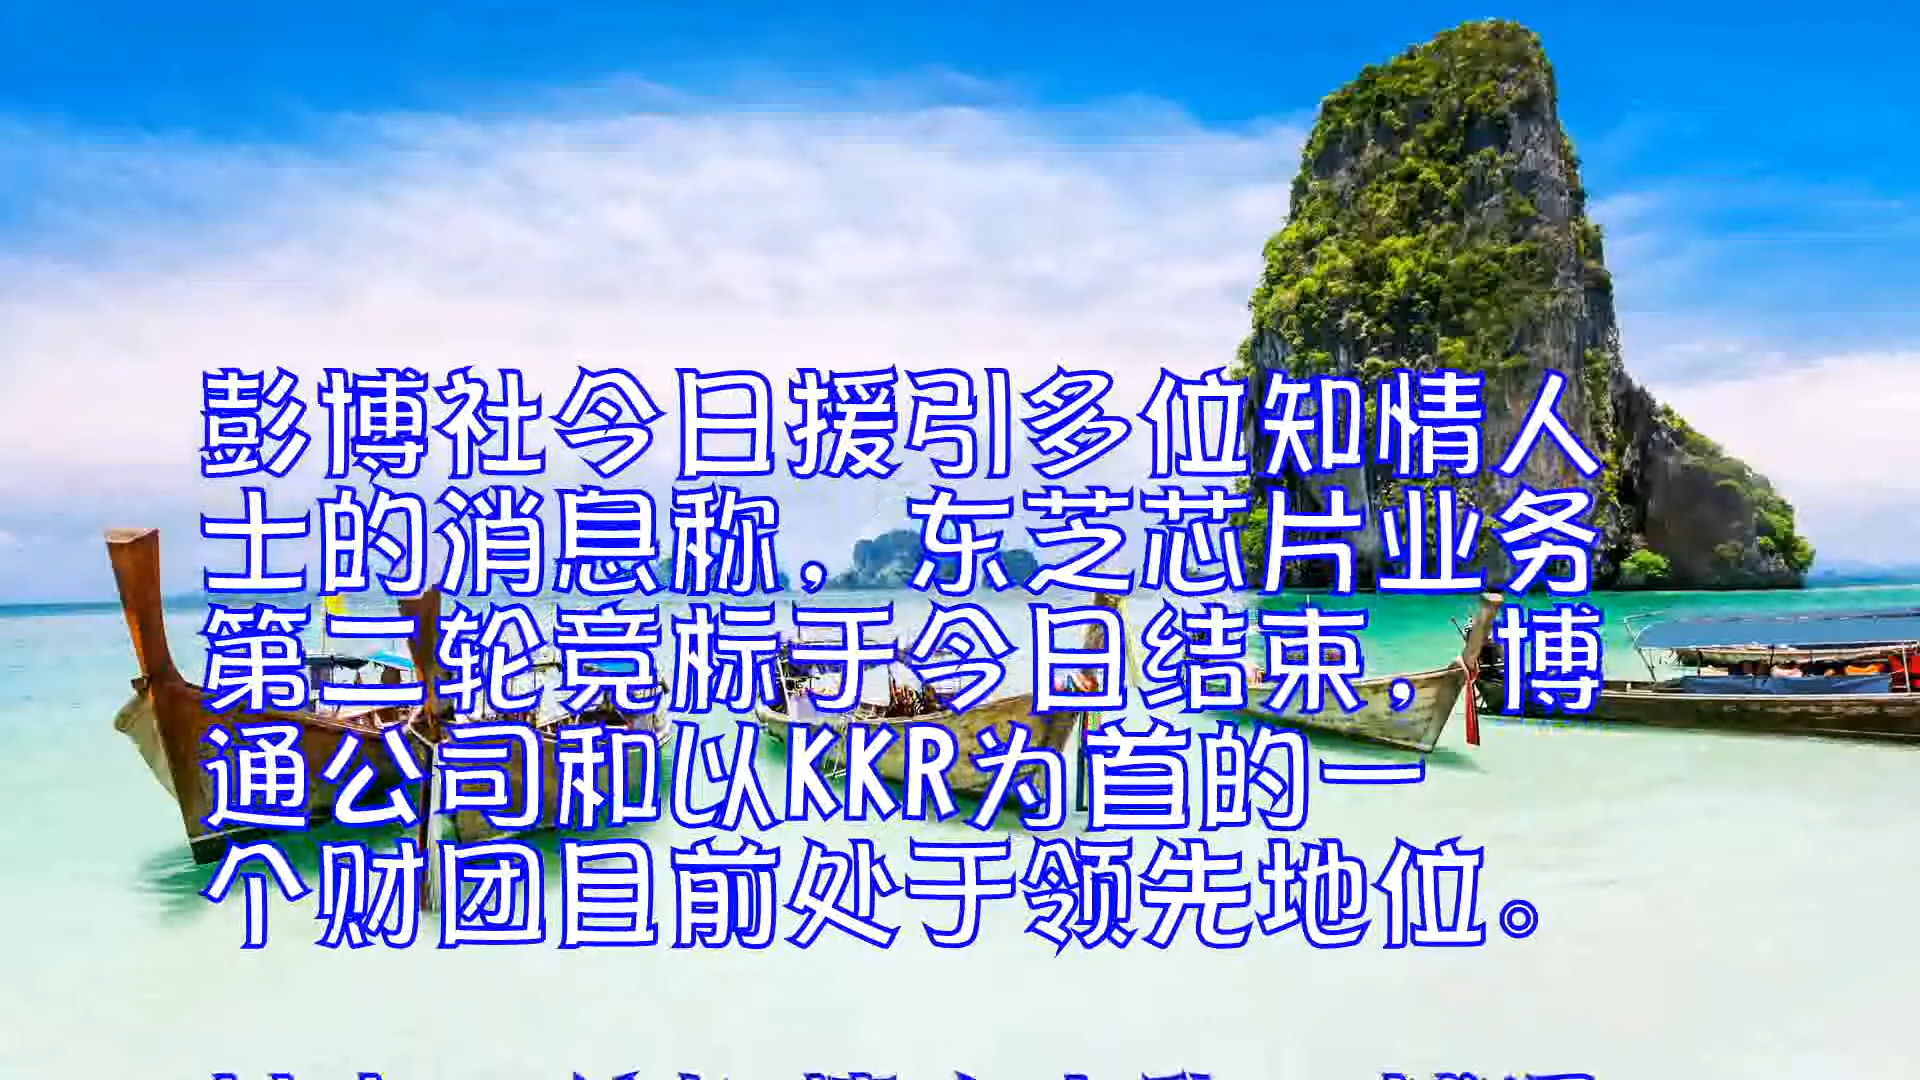 彭博社今日援引多位知情人
士的消息称，东芝芯片业务
第二轮竞标于今日结束，博
通公司和以KKR为首的一
个财团目前处于领先地位。